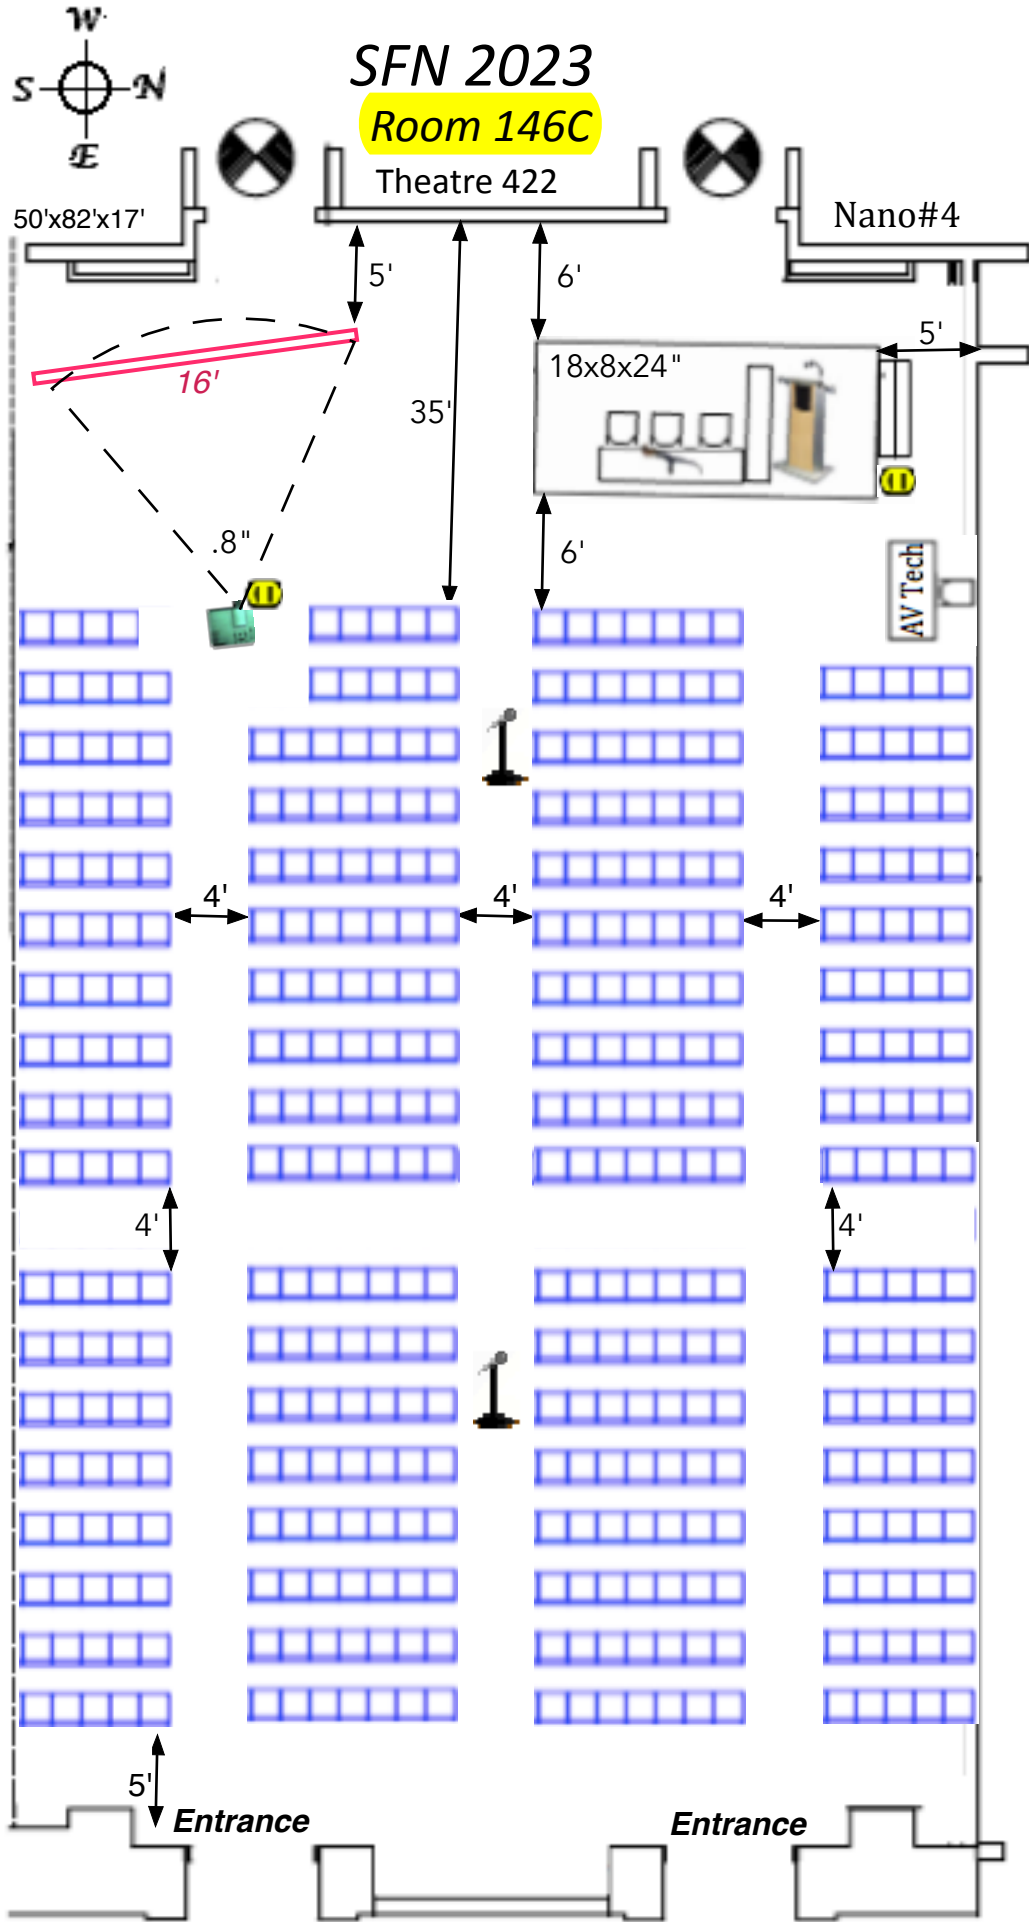 W
S N
E
SFN 2023
Room 146C
Theatre 422
50'x82'x17'
Nano#4
5'
6'
5'
18x8x24"
16'
35'
.8"
6'
AV Tech
4'
4'
4'
4'
4'
5'
Entrance
Entrance